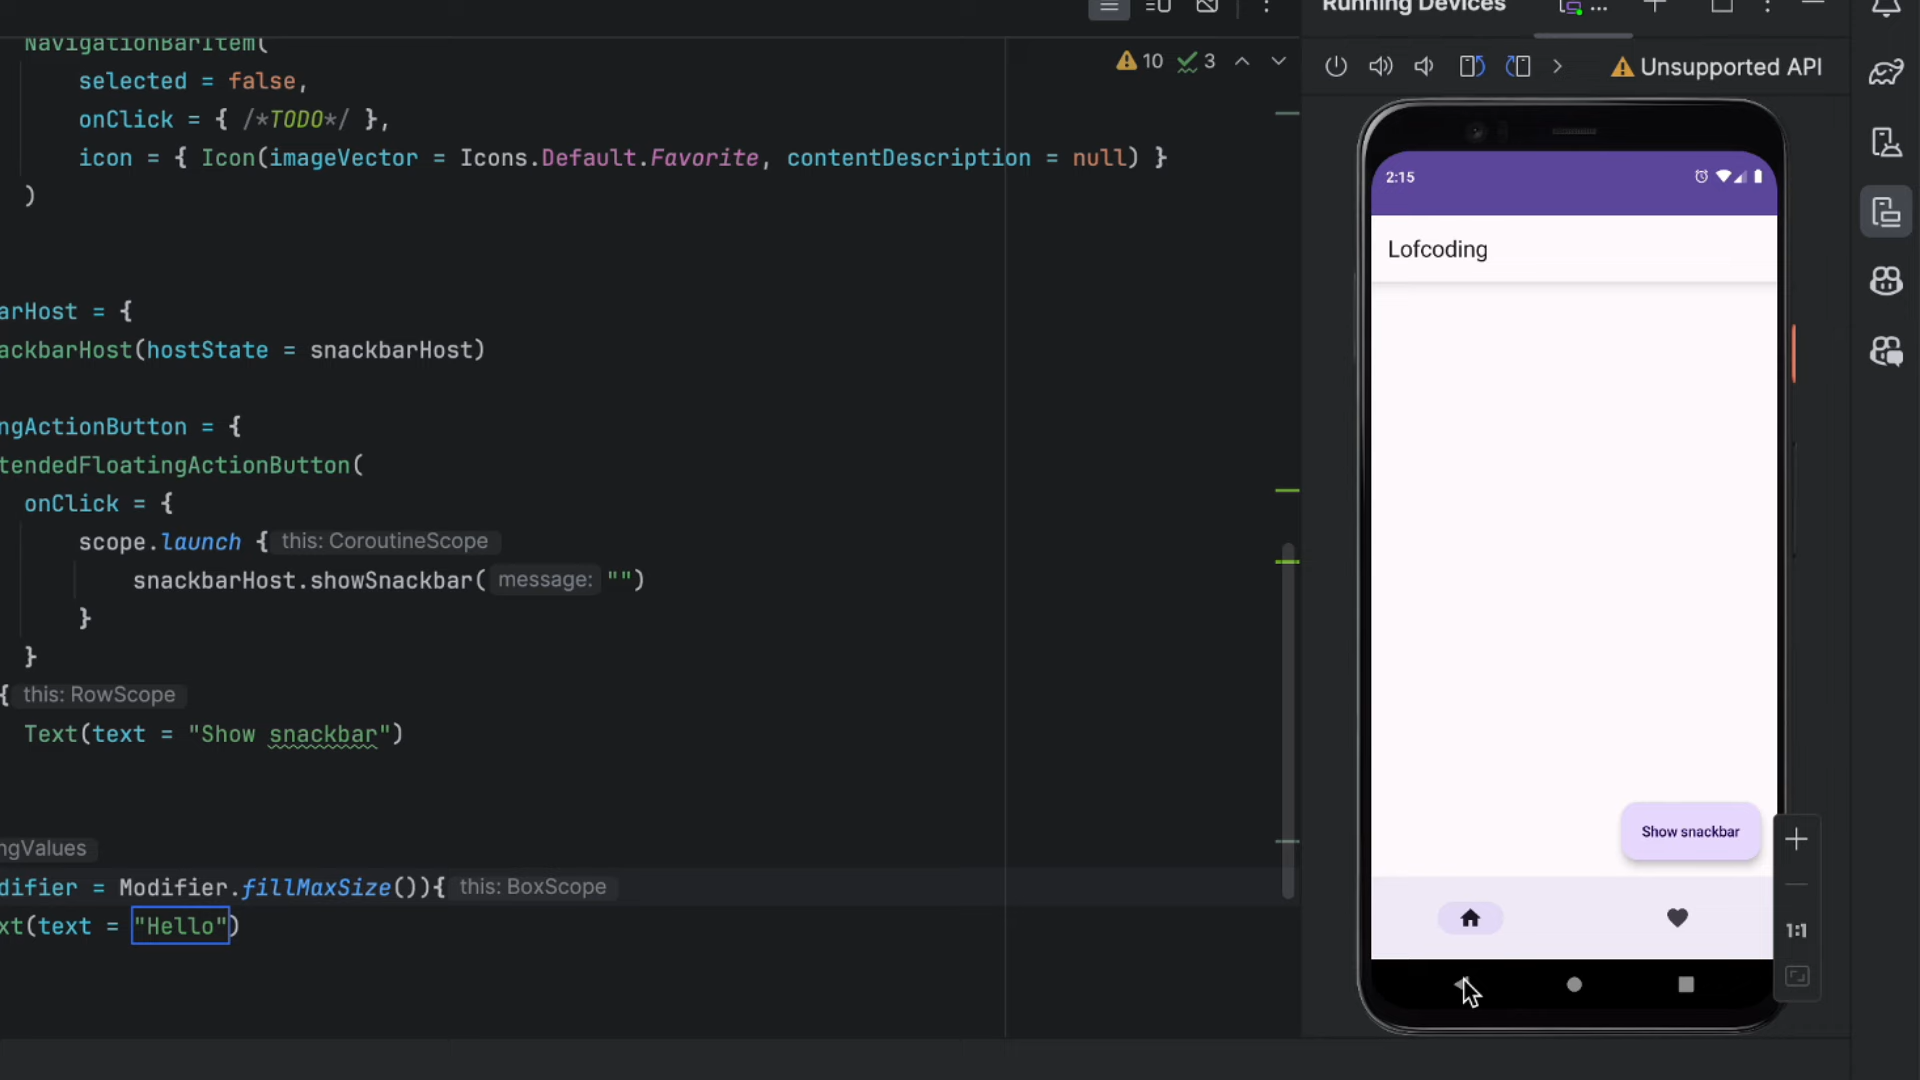 Running Devices
NavigationBarItem(
10
3
Unsupported API
selected = false,
onClick = { /*TODO*/ },
icon = { Icon(imageVector = Icons.Default.Favorite, contentDescription = null) }
)
2:15
Lofcoding
arHost = {
ackbarHost(hostState = snackbarHost)
ngActionButton = {
tendedFloatingActionButton(
onClick = {
scope.launch { this: CoroutineScope
snackbarHost.showSnackbar( message: "")
}
}
{ this: RowScope
Text(text = "Show snackbar")
Show snackbar
ngValues
difier = Modifier.fillMaxSize()){ this: BoxScope
xt(text = "Hello")
1:1